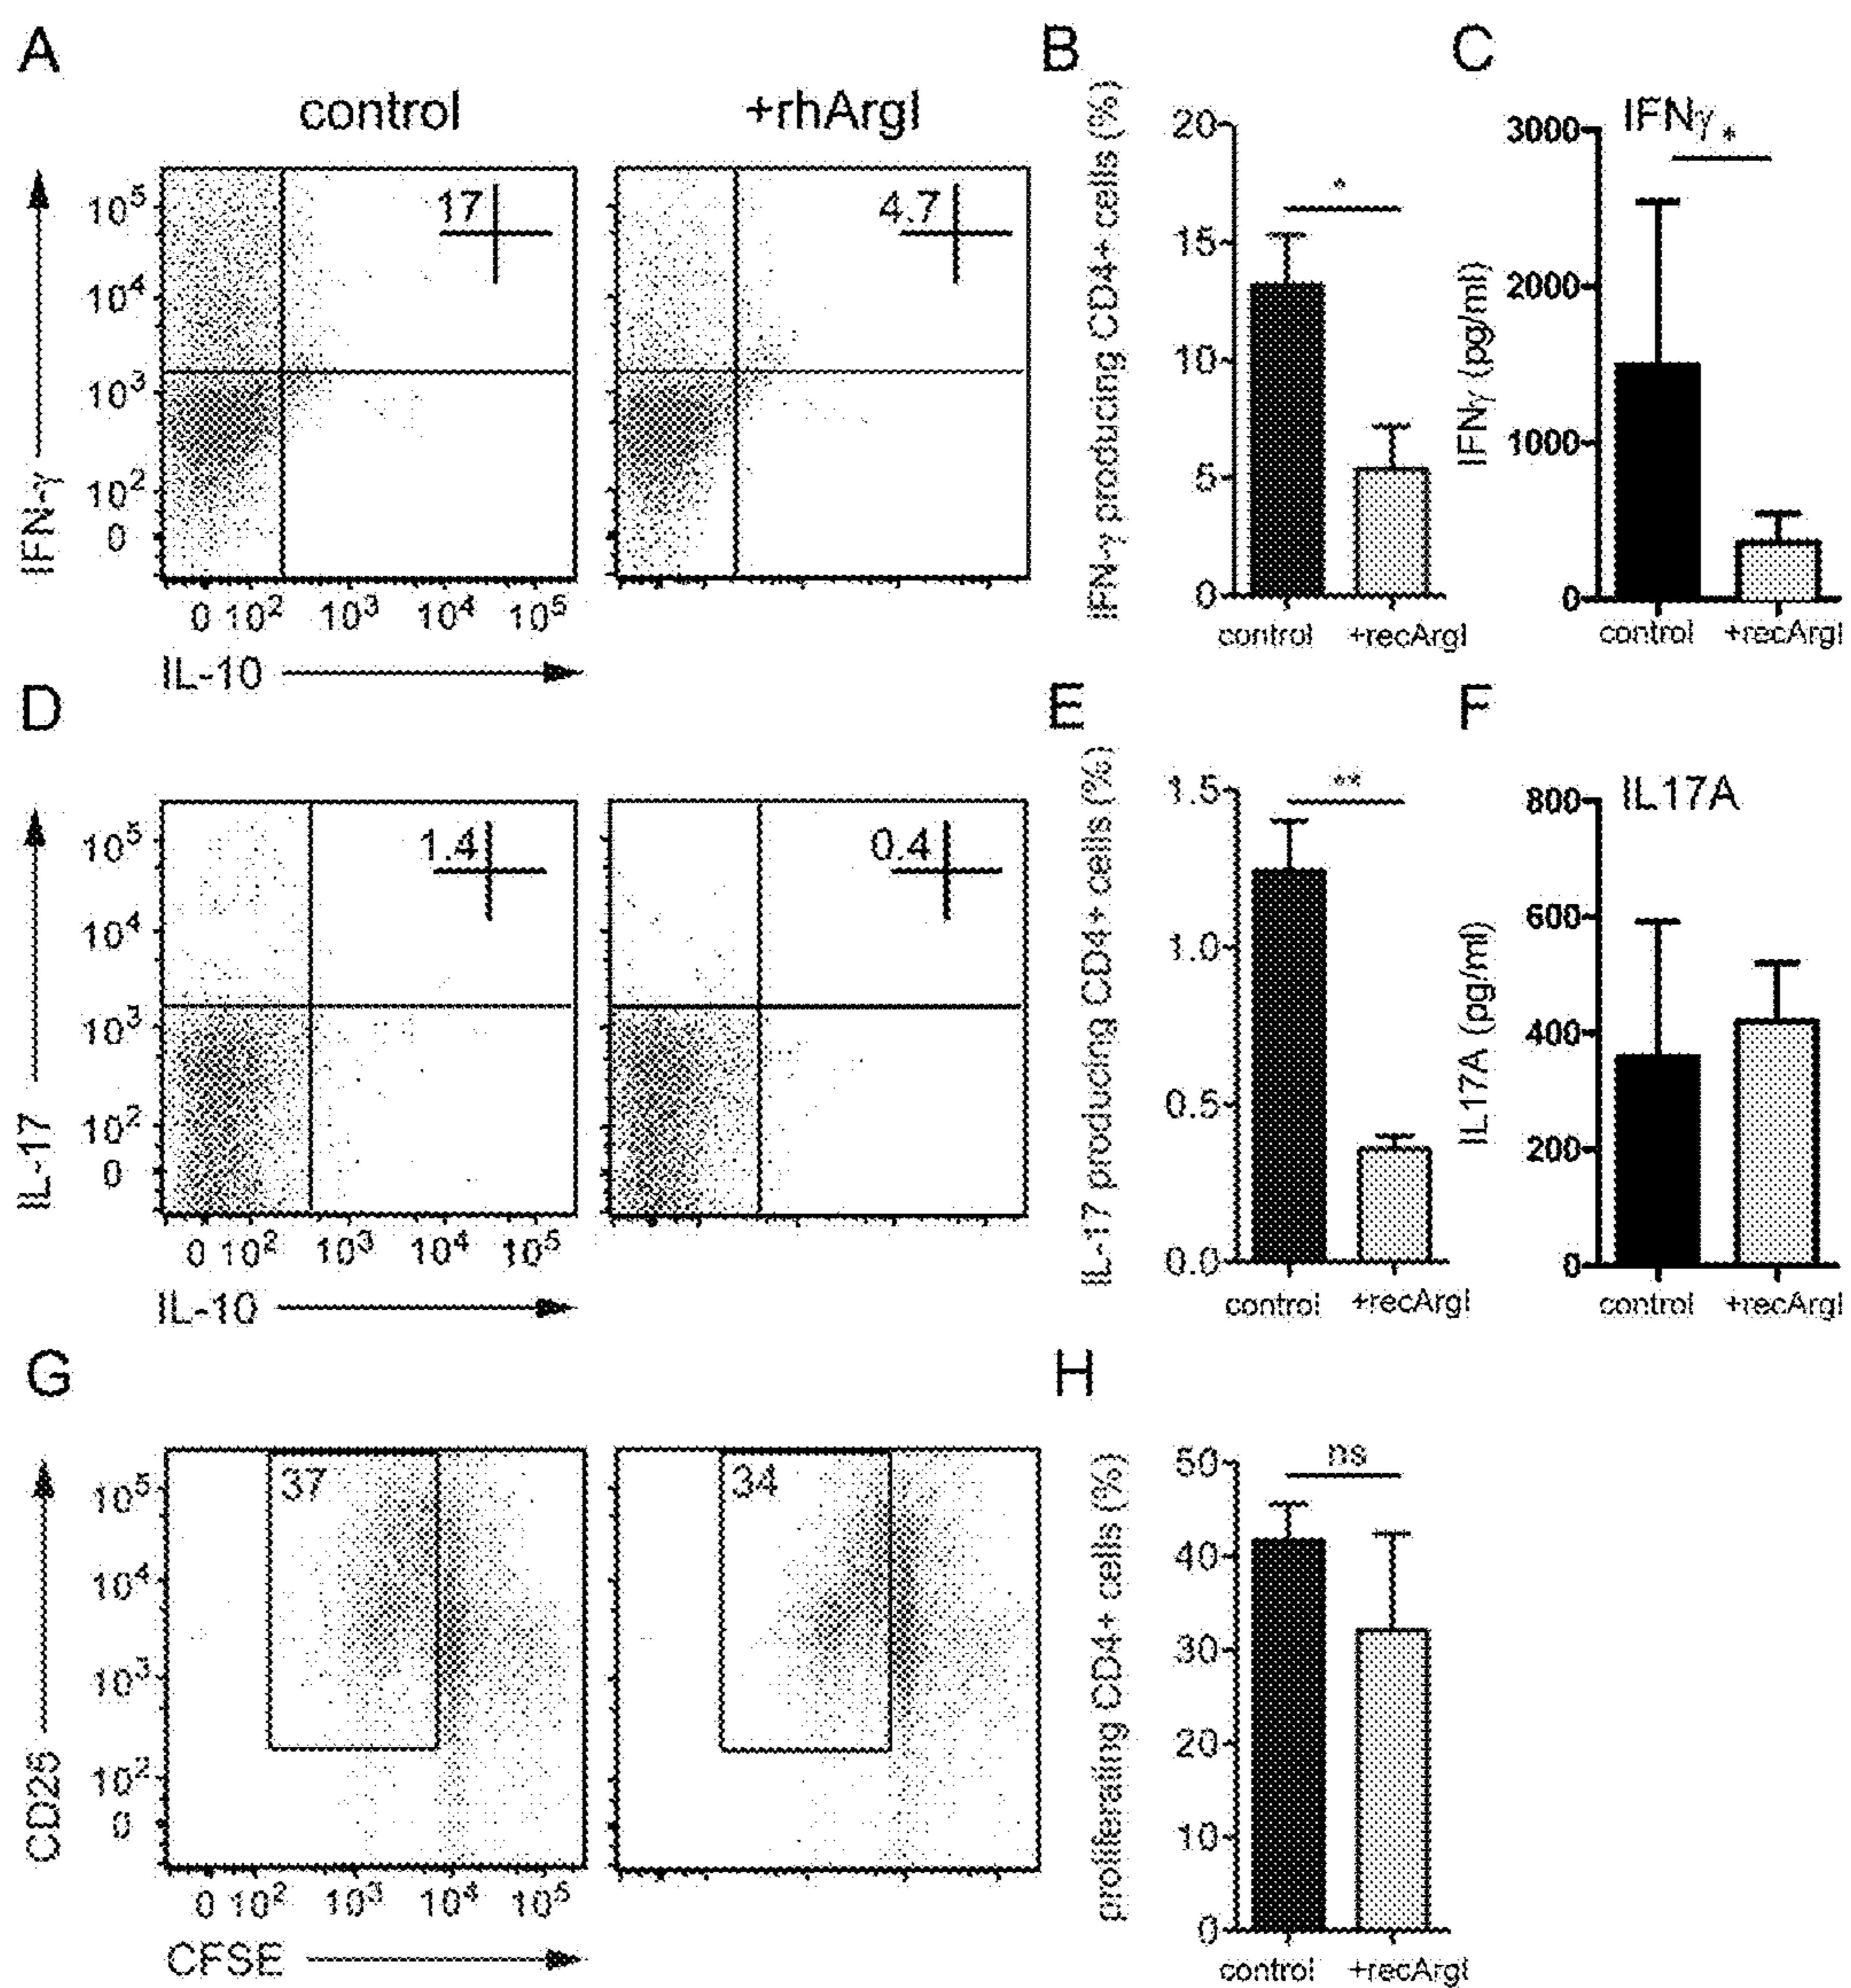 A
control
+rhArgI
17
4.7
10⁵
10⁴
10³
10²
0
IFN-γ
0 10² 10³ 10⁴ 10⁵
IL-10
B
IFN-γ producing CD4+ cells (%)
20
15
10
5
0
*
control +recArgI
C
IFNγ
*
IFNγ (pg/ml)
3000
2000
1000
0
control +recArgI
D
1.4
0.4
10⁵
10⁴
10³
10²
0
IL-17
0 10² 10³ 10⁴ 10⁵
IL-10
E
IL-17 producing CD4+ cells (%)
1.5
1.0
0.5
0.0
**
control +recArgI
F
IL17A
IL17A (pg/ml)
800
600
400
200
0
control +recArgI
G
37
34
10⁵
10⁴
10³
10²
0
CD25
0 10² 10³ 10⁴ 10⁵
CFSE
H
proliferating CD4+ cells (%)
50
40
30
20
10
0
ns
control +recArgI